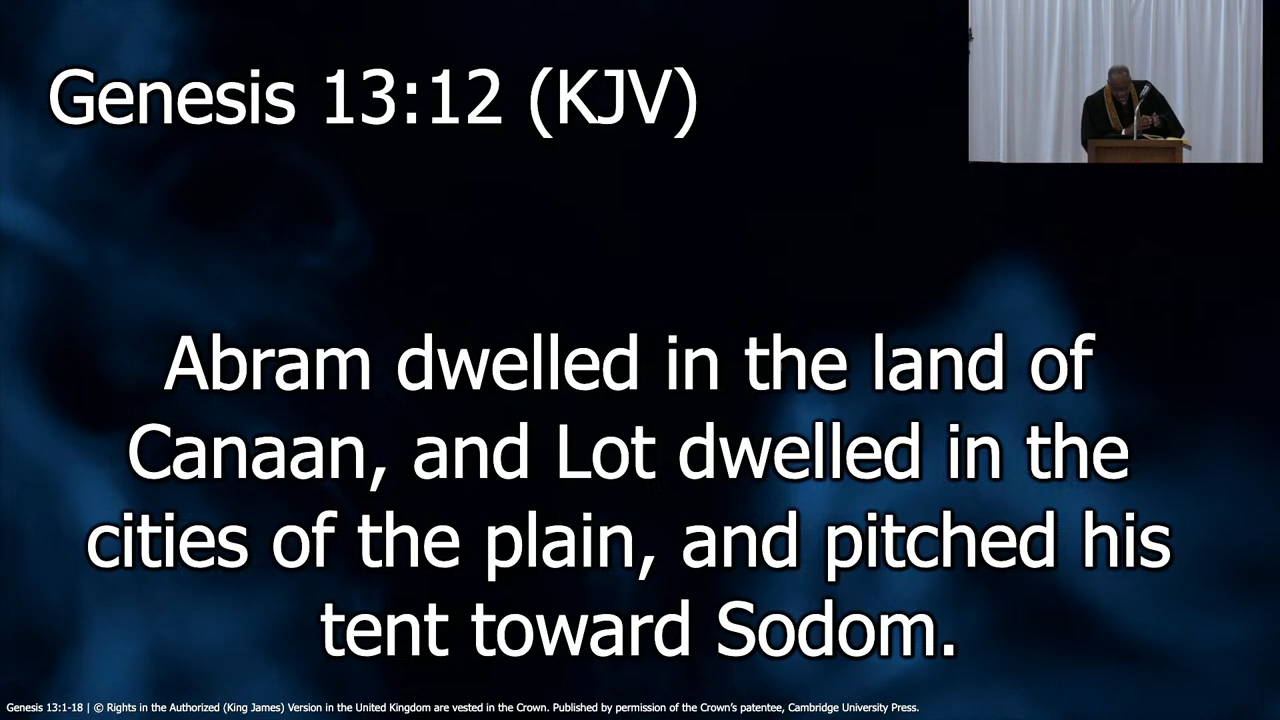 Genesis 13:12 (KJV)
Abram dwelled in the land of
Canaan, and Lot dwelled in the
cities of the plain, and pitched his
tent toward Sodom.
Genesis 13:1-18 | © Rights in the Authorized (King James) Version in the United Kingdom are vested in the Crown. Published by permission of the Crown’s patentee, Cambridge University Press.